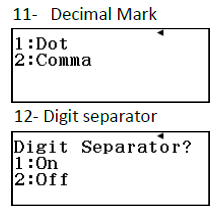 11- Decimal Mark
1:Dot
2:Comma
12- Digit separator
Digit Separator?
1:On
2:Off